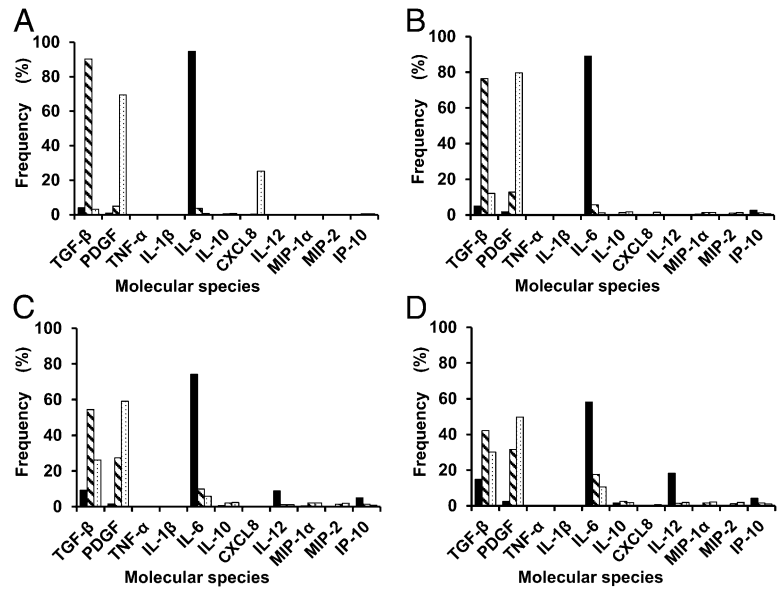 A
Frequency (%)
100
80
60
40
20
0
TGF-β
PDGF
TNF-α
IL-1β
IL-6
IL-10
CXCL8
IL-12
MIP-1α
MIP-2
IP-10
Molecular species
B
Frequency (%)
100
80
60
40
20
0
TGF-β
PDGF
TNF-α
IL-1β
IL-6
IL-10
CXCL8
IL-12
MIP-1α
MIP-2
IP-10
Molecular species
C
Frequency (%)
100
80
60
40
20
0
TGF-β
PDGF
TNF-α
IL-1β
IL-6
IL-10
CXCL8
IL-12
MIP-1α
MIP-2
IP-10
Molecular species
D
Frequency (%)
100
80
60
40
20
0
TGF-β
PDGF
TNF-α
IL-1β
IL-6
IL-10
CXCL8
IL-12
MIP-1α
MIP-2
IP-10
Molecular species